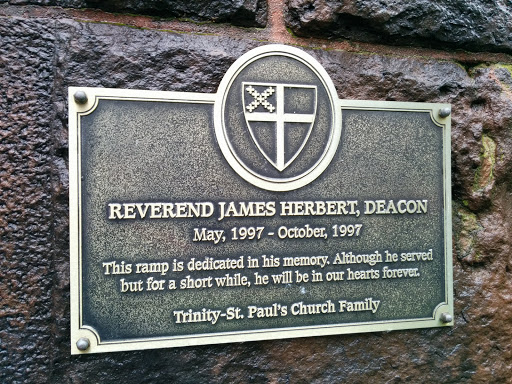 REVEREND JAMES HERBERT, DEACON
May, 1997 - October, 1997
This ramp is dedicated in his memory. Although he served
but for a short while, he will be in our hearts forever.
Trinity-St. Paul's Church Family